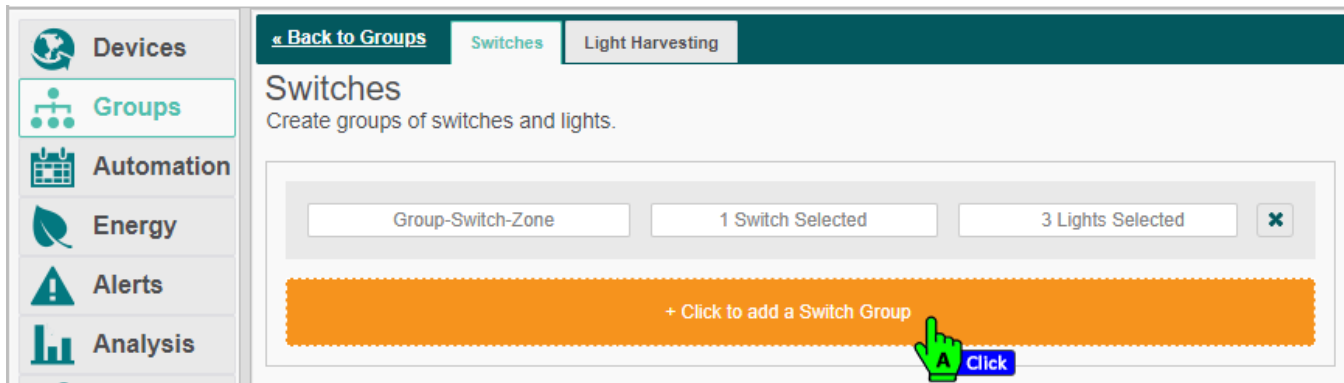 Devices
Groups
Automation
Energy
Alerts
Analysis
« Back to Groups
Switches
Light Harvesting
Switches
Create groups of switches and lights.
Group-Switch-Zone
1 Switch Selected
3 Lights Selected
+ Click to add a Switch Group
A
Click